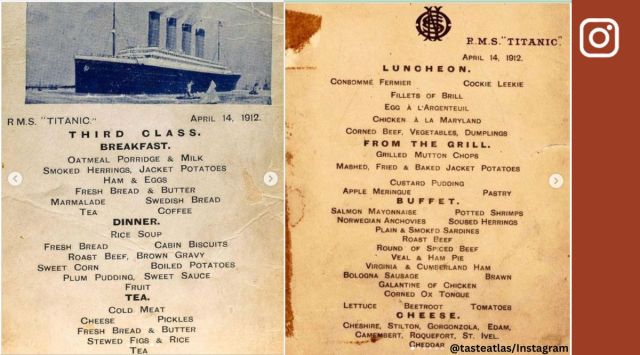 R.M.S. "TITANIC." APRIL 14, 1912.
THIRD CLASS.
BREAKFAST.
OATMEAL PORRIDGE & MILK
SMOKED HERRINGS, JACKET POTATOES
HAM & EGGS
FRESH BREAD & BUTTER
MARMALADE SWEDISH BREAD
TEA COFFEE
DINNER.
RICE SOUP
FRESH BREAD CABIN BISCUITS
ROAST BEEF, BROWN GRAVY
SWEET CORN BOILED POTATOES
PLUM PUDDING, SWEET SAUCE
FRUIT
TEA.
COLD MEAT
CHEESE PICKLES
FRESH BREAD & BUTTER
STEWED FIGS & RICE
TEA
R.M.S. "TITANIC."
APRIL 14, 1912.
LUNCHEON.
CONSOMMÉ FERMIER COCKIE LEEKIE
FILLETS OF BRILL
EGG À L'ARGENTEUIL
CHICKEN À LA MARYLAND
CORNED BEEF, VEGETABLES, DUMPLINGS
FROM THE GRILL.
GRILLED MUTTON CHOPS
MASHED, FRIED & BAKED JACKET POTATOES
CUSTARD PUDDING
APPLE MERINGUE PASTRY
BUFFET.
SALMON MAYONNAISE POTTED SHRIMPS
NORWEGIAN ANCHOVIES SOUSED HERRINGS
PLAIN & SMOKED SARDINES
ROAST BEEF
ROUND OF SPICED BEEF
VEAL & HAM PIE
VIRGINIA & CUMBERLAND HAM
BOLOGNA SAUSAGE BRAWN
GALANTINE OF CHICKEN
CORNED OX TONGUE
LETTUCE BEETROOT TOMATOES
CHEESE.
CHESHIRE, STILTON, GORGONZOLA, EDAM,
CAMEMBERT, ROQUEFORT, ST. IVEL.
CHEDDAR
@tasteatlas/Instagram